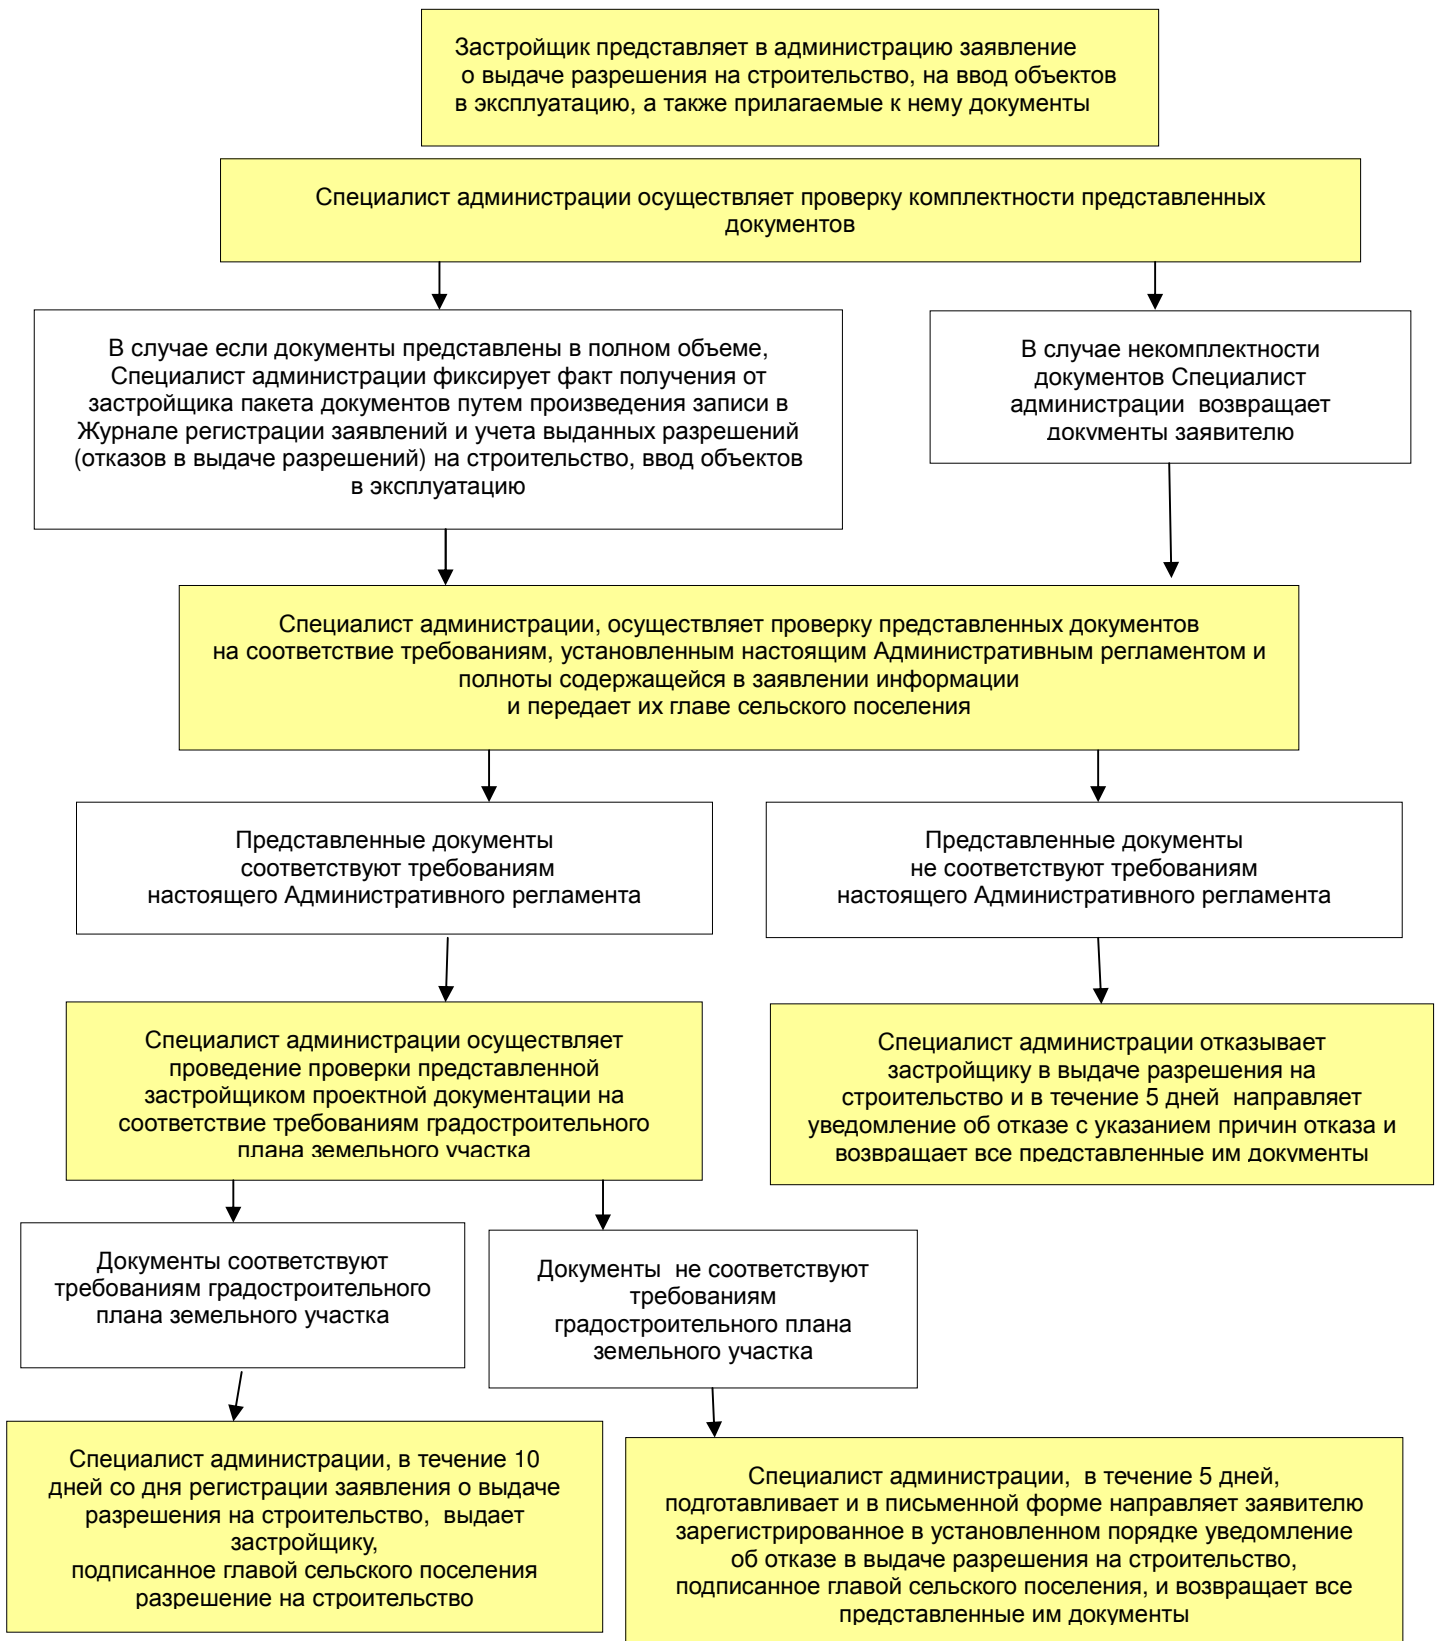 Застройщик представляет в администрацию заявление
о выдаче разрешения на строительство, на ввод объектов
в эксплуатацию, а также прилагаемые к нему документы
Специалист администрации осуществляет проверку комплектности представленных
документов
В случае если документы представлены в полном объеме,
Специалист администрации фиксирует факт получения от
застройщика пакета документов путем произведения записи в
Журнале регистрации заявлений и учета выданных разрешений
(отказов в выдаче разрешений) на строительство, ввод объектов
в эксплуатацию
В случае некомплектности
документов Специалист
администрации возвращает
документы заявителю
Специалист администрации, осуществляет проверку представленных документов
на соответствие требованиям, установленным настоящим Административным регламентом и
полноты содержащейся в заявлении информации
и передает их главе сельского поселения
Представленные документы
соответствуют требованиям
настоящего Административного регламента
Представленные документы
не соответствуют требованиям
настоящего Административного регламента
Специалист администрации осуществляет
проведение проверки представленной
застройщиком проектной документации на
соответствие требованиям градостроительного
плана земельного участка
Специалист администрации отказывает
застройщику в выдаче разрешения на
строительство и в течение 5 дней направляет
уведомление об отказе с указанием причин отказа и
возвращает все представленные им документы
Документы соответствуют
требованиям градостроительного
плана земельного участка
Документы не соответствуют
требованиям
градостроительного плана
земельного участка
Специалист администрации, в течение 10
дней со дня регистрации заявления о выдаче
разрешения на строительство, выдает
застройщику,
подписанное главой сельского поселения
разрешение на строительство
Специалист администрации, в течение 5 дней,
подготавливает и в письменной форме направляет заявителю
зарегистрированное в установленном порядке уведомление
об отказе в выдаче разрешения на строительство,
подписанное главой сельского поселения, и возвращает все
представленные им документы